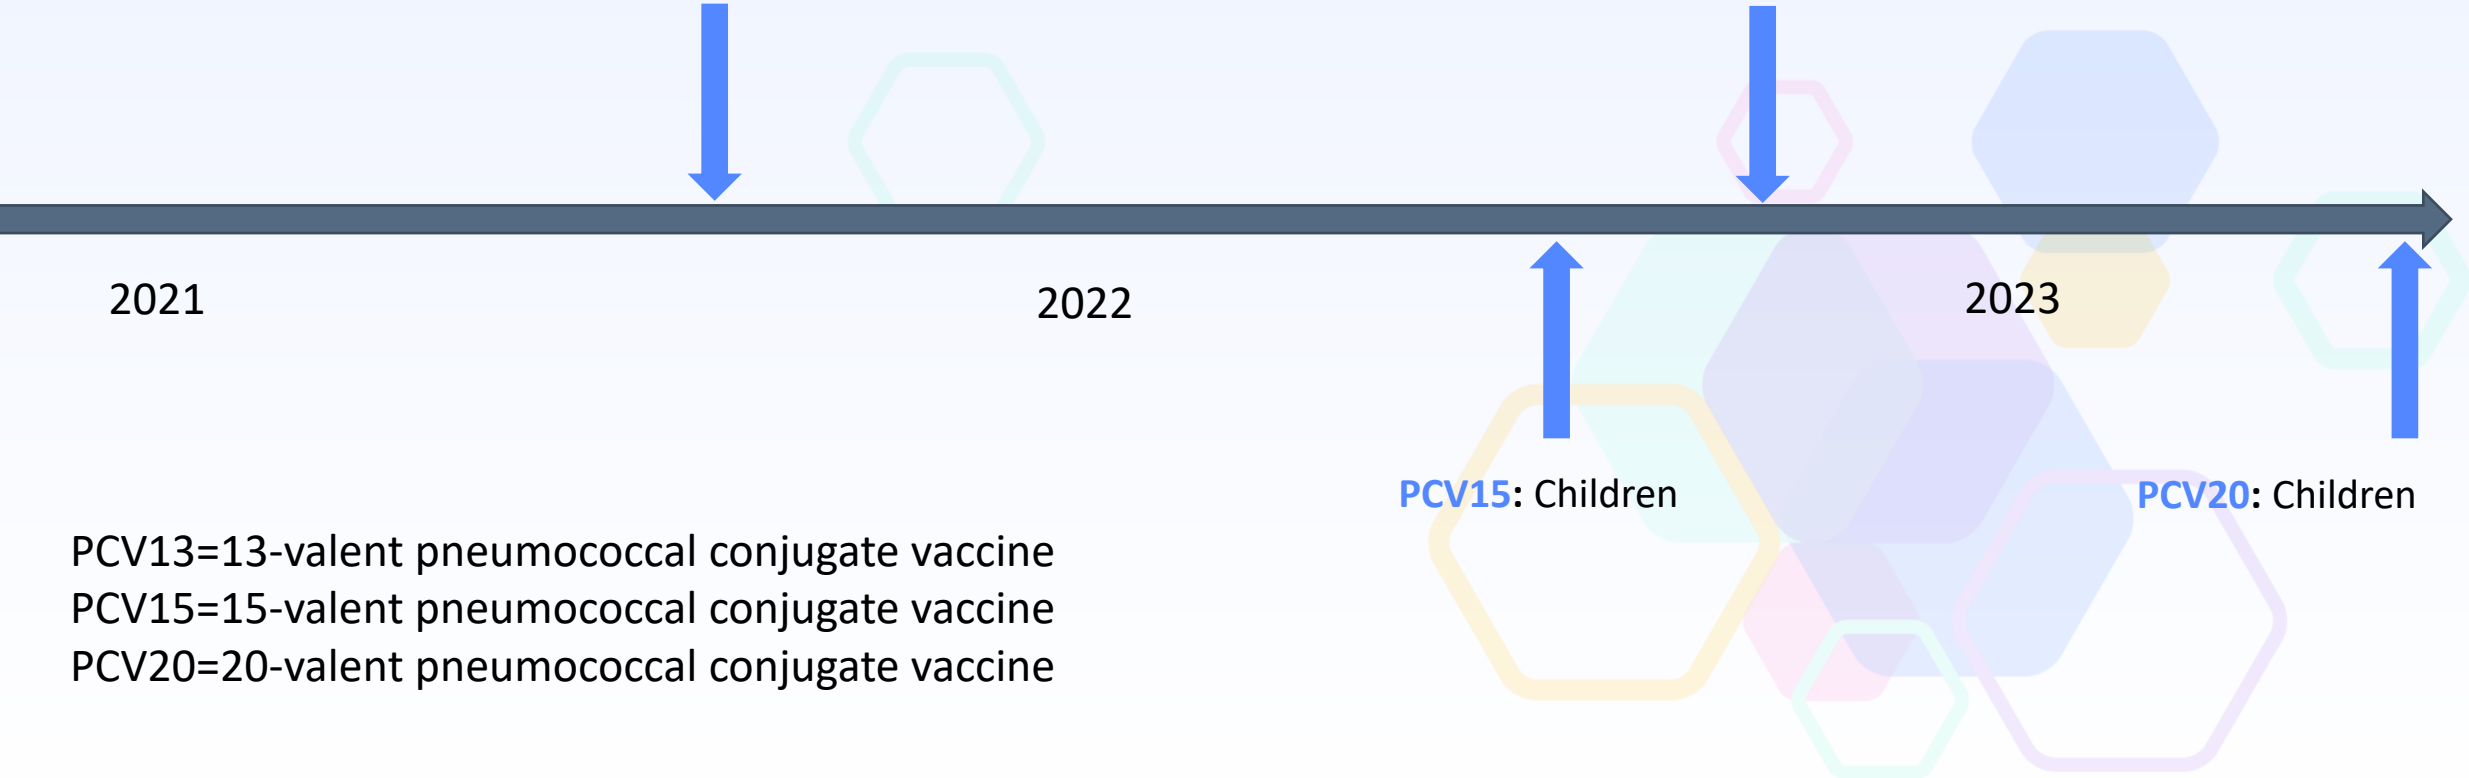 2021
2022
2023
PCV15: Children
PCV20: Children
PCV13=13-valent pneumococcal conjugate vaccine
PCV15=15-valent pneumococcal conjugate vaccine
PCV20=20-valent pneumococcal conjugate vaccine